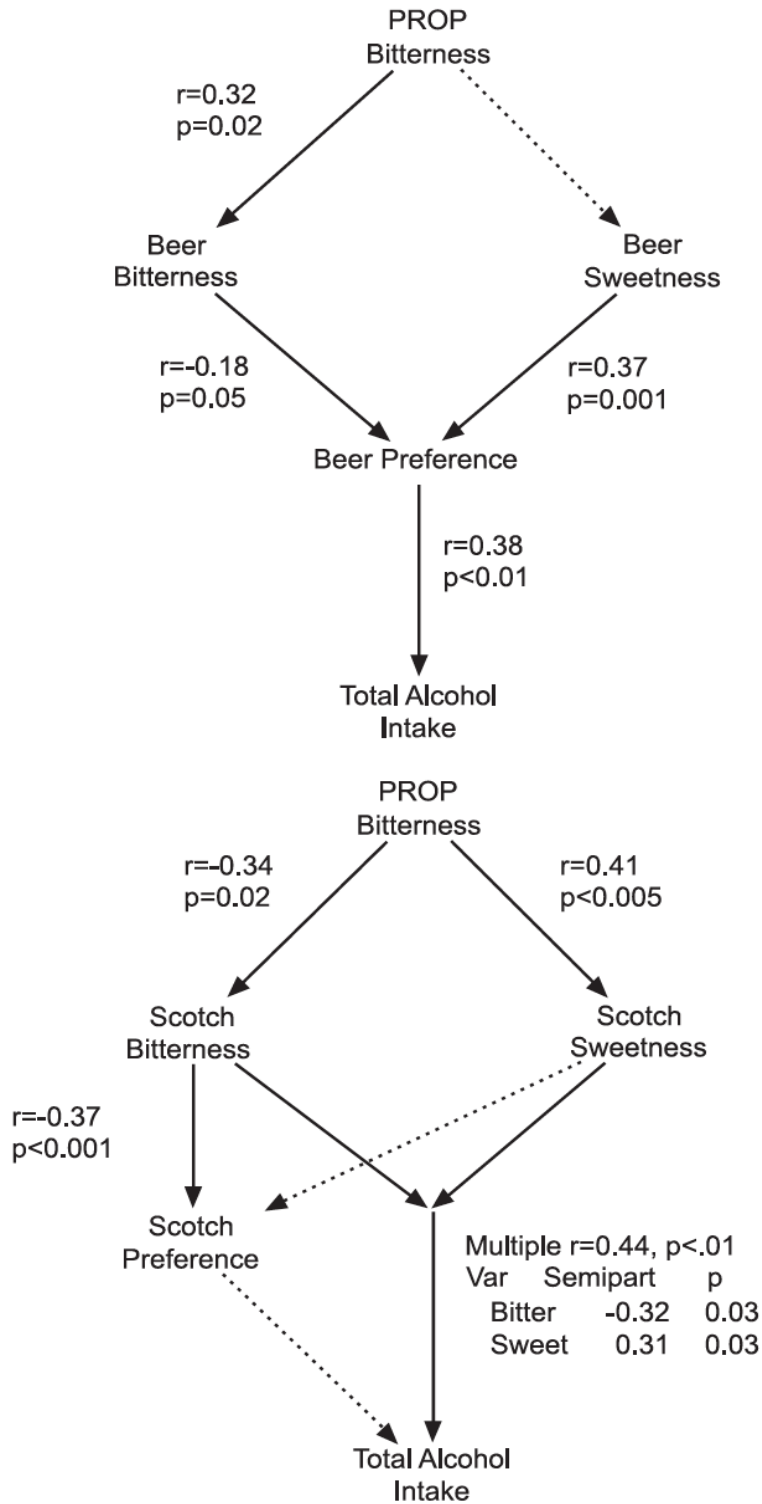 PROP
Bitterness
r=0.32
p=0.02
Beer
Bitterness
Beer
Sweetness
r=-0.18
p=0.05
r=0.37
p=0.001
Beer Preference
r=0.38
p<0.01
Total Alcohol
Intake
PROP
Bitterness
r=-0.34
p=0.02
r=0.41
p<0.005
Scotch
Bitterness
Scotch
Sweetness
r=-0.37
p<0.001
Scotch
Preference
Multiple r=0.44, p<.01
Var Semipart p
Bitter -0.32 0.03
Sweet 0.31 0.03
Total Alcohol
Intake